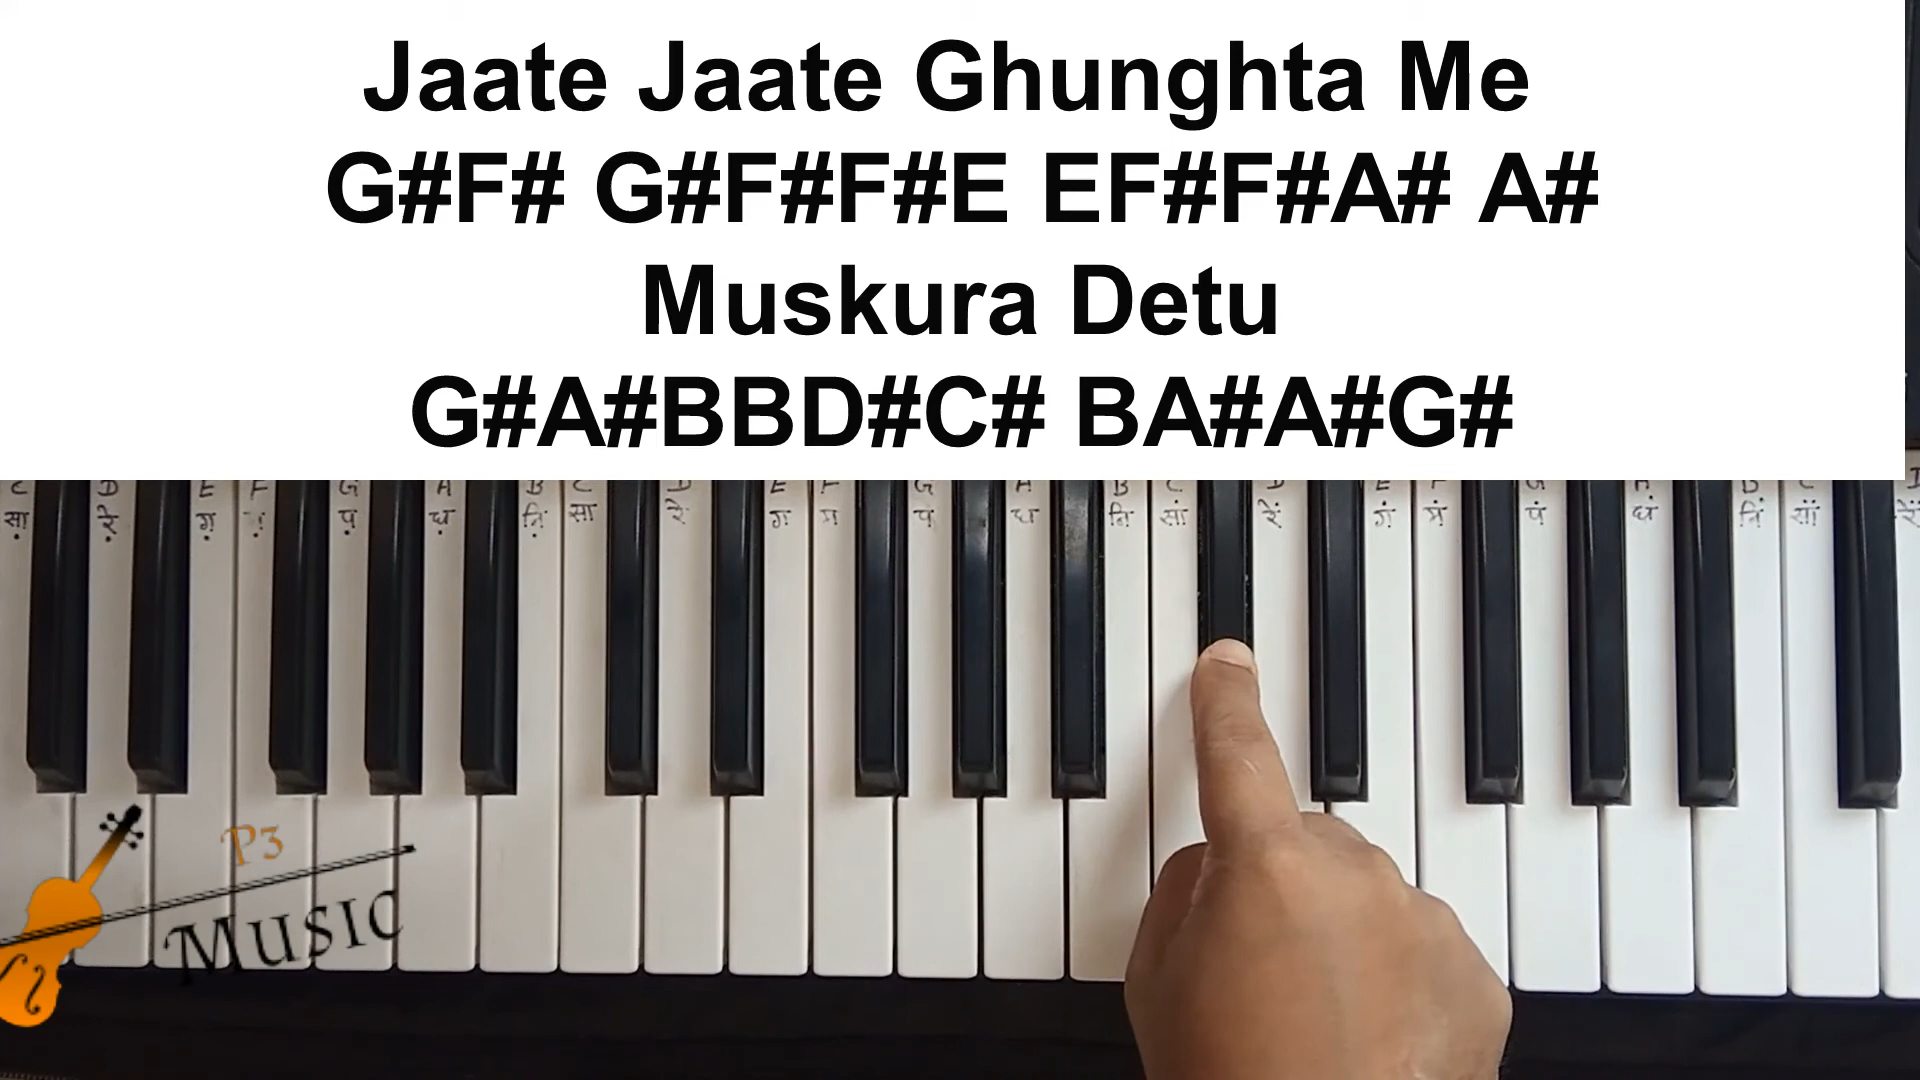 Jaate Jaate Ghunghta Me
G#F# G#F#F#E EF#F#A# A#
Muskura Detu
G#A#BBD#C# BA#A#G#
G A B C E F G A B C E G
सा रे ग प ध नि सा रे ग म प ध नि सां रें गं मं पं धं निं सां रें
P3
MUSIC